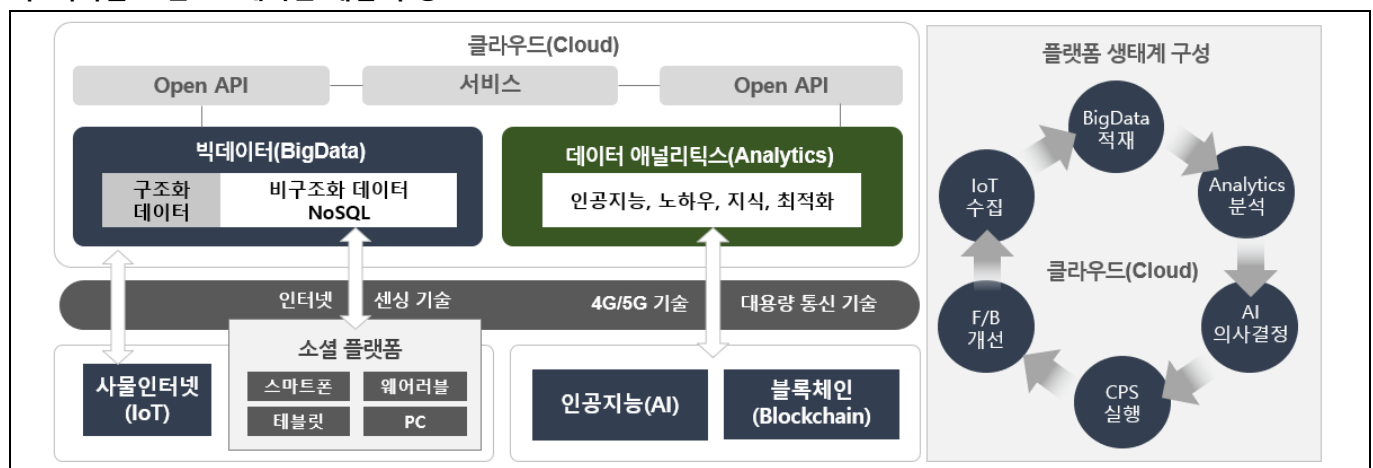 클라우드(Cloud)
Open API
서비스
Open API
빅데이터(BigData)
구조화
데이터
비구조화 데이터
NoSQL
데이터 애널리틱스(Analytics)
인공지능, 노하우, 지식, 최적화
인터넷
센싱 기술
4G/5G 기술
대용량 통신 기술
사물인터넷
(IoT)
소셜 플랫폼
스마트폰
웨어러블
테블릿
PC
인공지능(AI)
블록체인
(Blockchain)
플랫폼 생태계 구성
BigData
적재
Analytics
분석
AI
의사결정
CPS
실행
F/B
개선
IoT
수집
클라우드(Cloud)